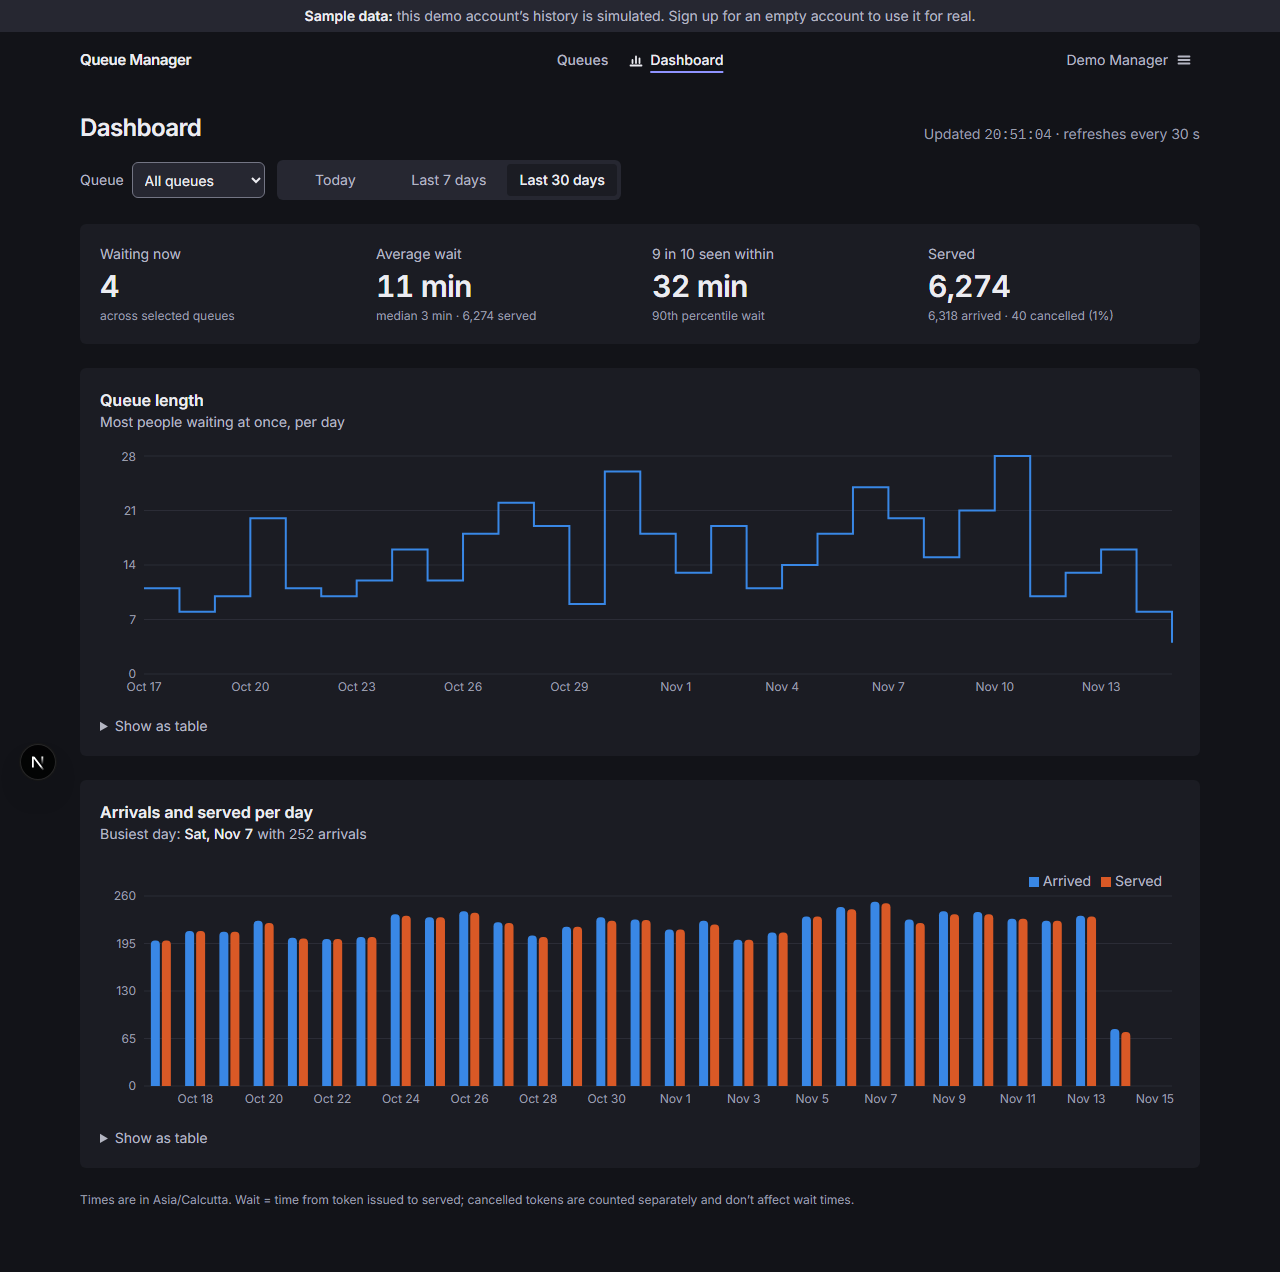 Sample data: this demo account's history is simulated. Sign up for an empty account to use it for real.
Queue Manager
Queues
Dashboard
Demo Manager
Dashboard
Updated 20:51:04 · refreshes every 30 s
Queue
All queues
Today
Last 7 days
Last 30 days
Waiting now
4
across selected queues
Average wait
11 min
median 3 min · 6,274 served
9 in 10 seen within
32 min
90th percentile wait
Served
6,274
6,318 arrived · 40 cancelled (1%)
Queue length
Most people waiting at once, per day
28
21
14
7
0
Oct 17
Oct 20
Oct 23
Oct 26
Oct 29
Nov 1
Nov 4
Nov 7
Nov 10
Nov 13
Show as table
N
Arrivals and served per day
Busiest day: Sat, Nov 7 with 252 arrivals
Arrived
Served
260
195
130
65
0
Oct 18
Oct 20
Oct 22
Oct 24
Oct 26
Oct 28
Oct 30
Nov 1
Nov 3
Nov 5
Nov 7
Nov 9
Nov 11
Nov 13
Nov 15
Show as table
Times are in Asia/Calcutta. Wait = time from token issued to served; cancelled tokens are counted separately and don't affect wait times.